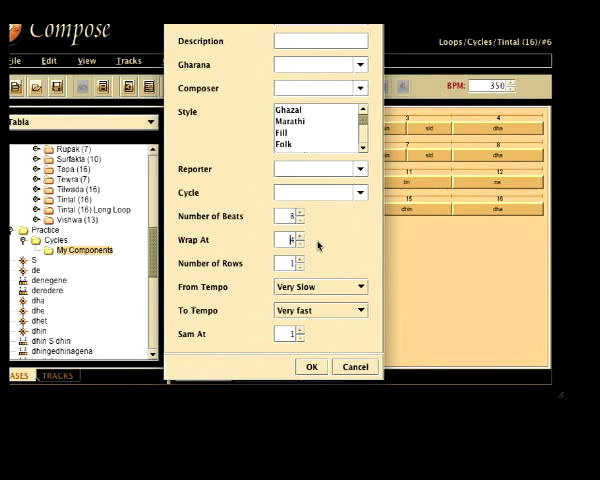 Compose
Loops/Cycles/Tintal (16)/#6
File Edit View Tracks
BPM: 350
Tabla
Rupak (7)
Surfakta (10)
Tapa (16)
Tewra (7)
Tilwada (16)
Tintal (16)
Tintal (16) Long Loop
Vishwa (13)
Practice
Cycles
My Components
S
de
denegene
deredere
dha
dhe
dhet
dhin
dhin S dhin
dhingedhinagena
ASES TRACKS
Description
Gharana
Composer
Style
Ghazal
Marathi
Fill
Folk
Reporter
Cycle
Number of Beats 8
Wrap At 4
Number of Rows 1
From Tempo Very Slow
To Tempo Very fast
Sam At 1
OK Cancel
3 4
dha
7 8
dha
11 12
tin na
15 16
dhin dha